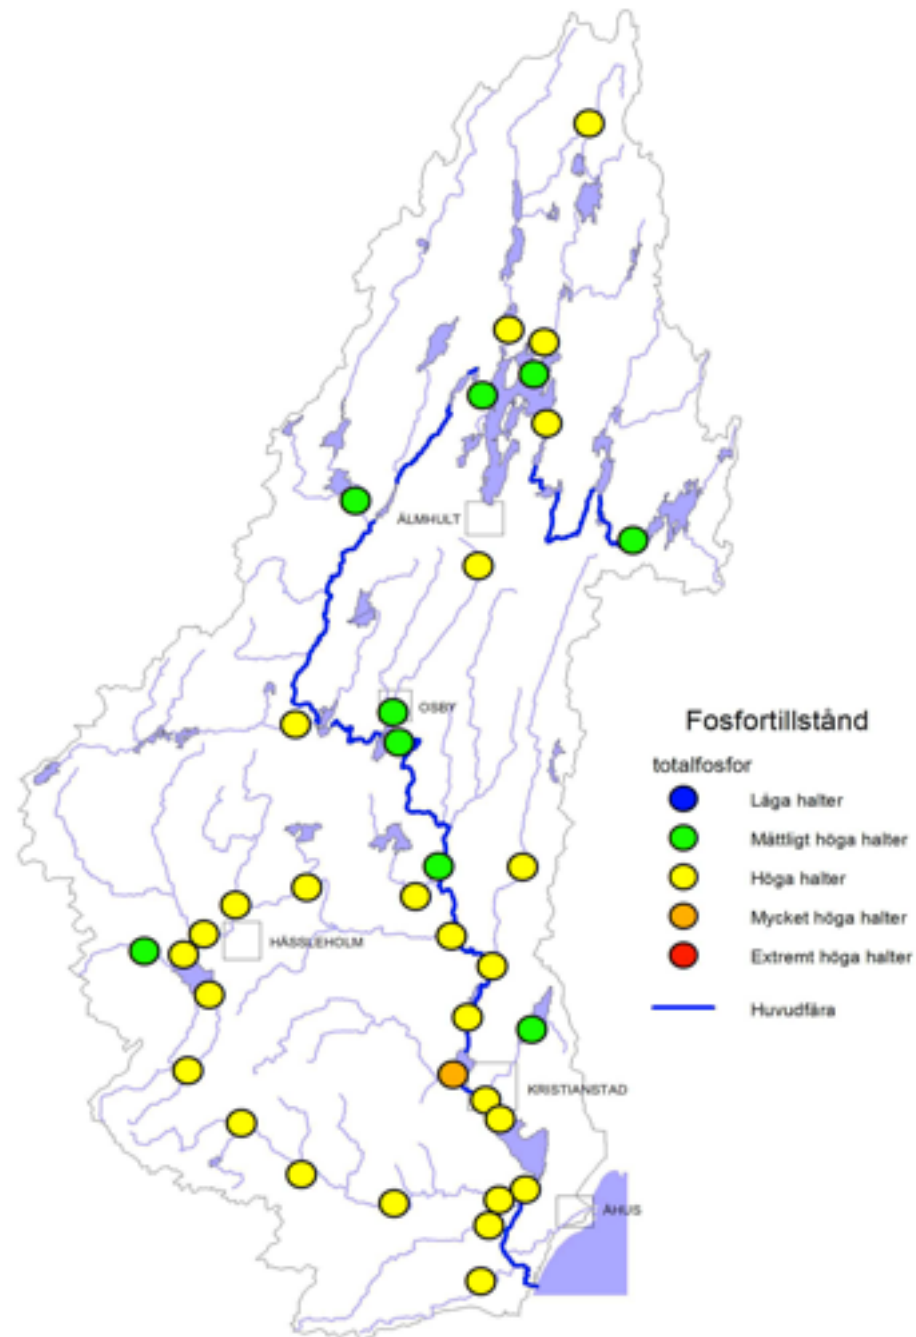 ÄLMHULT
OSBY
HÄSSLEHOLM
KRISTIANSTAD
ÅHUS
Fosfortillstånd
totalfosfor
Låga halter
Måttligt höga halter
Höga halter
Mycket höga halter
Extremt höga halter
Huvudfåra